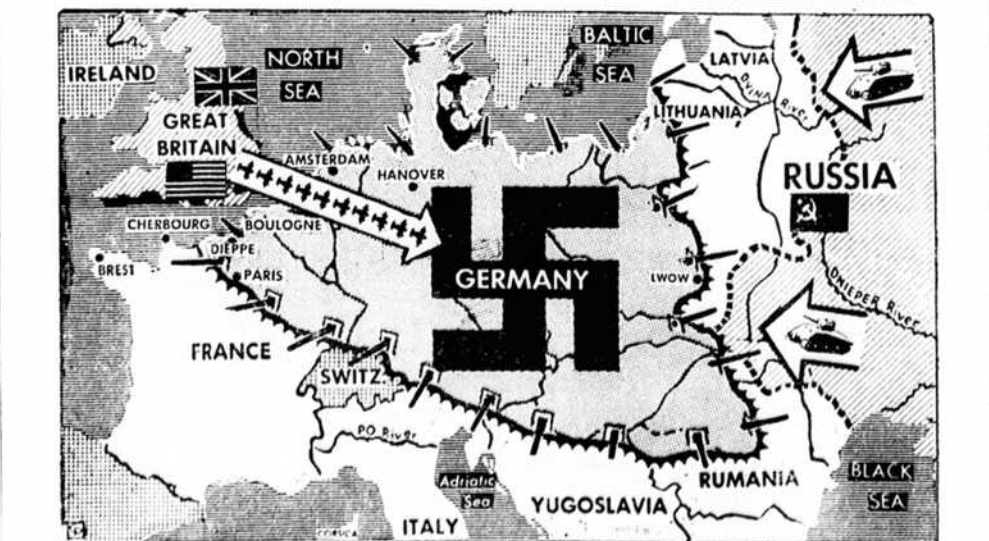 IRELAND
NORTH
SEA
BALTIC
SEA
LATVIA
DVINA River
LITHUANIA
GREAT
BRITAIN
AMSTERDAM
HANOVER
RUSSIA
CHERBOURG
BOULOGNE
DIEPPE
BREST
PARIS
GERMANY
LWOW
DNIEPER River
FRANCE
SWITZ.
PO River
Adriatic
Sea
YUGOSLAVIA
RUMANIA
BLACK
SEA
ITALY
CORSICA